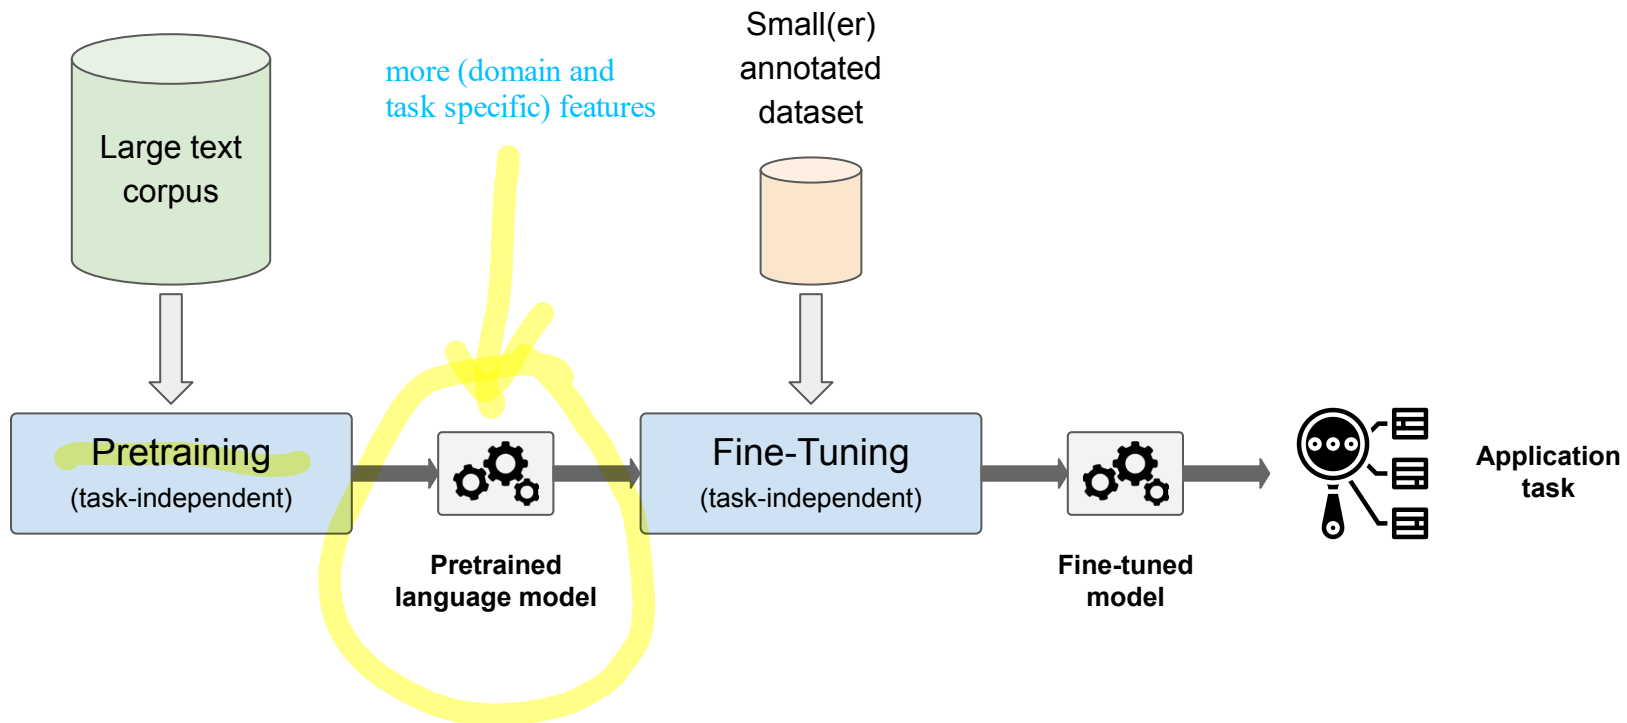 Large text
corpus
more (domain and
task specific) features
Small(er)
annotated
dataset
Pretraining
(task-independent)
Pretrained
language model
Fine-Tuning
(task-independent)
Fine-tuned
model
Application
task